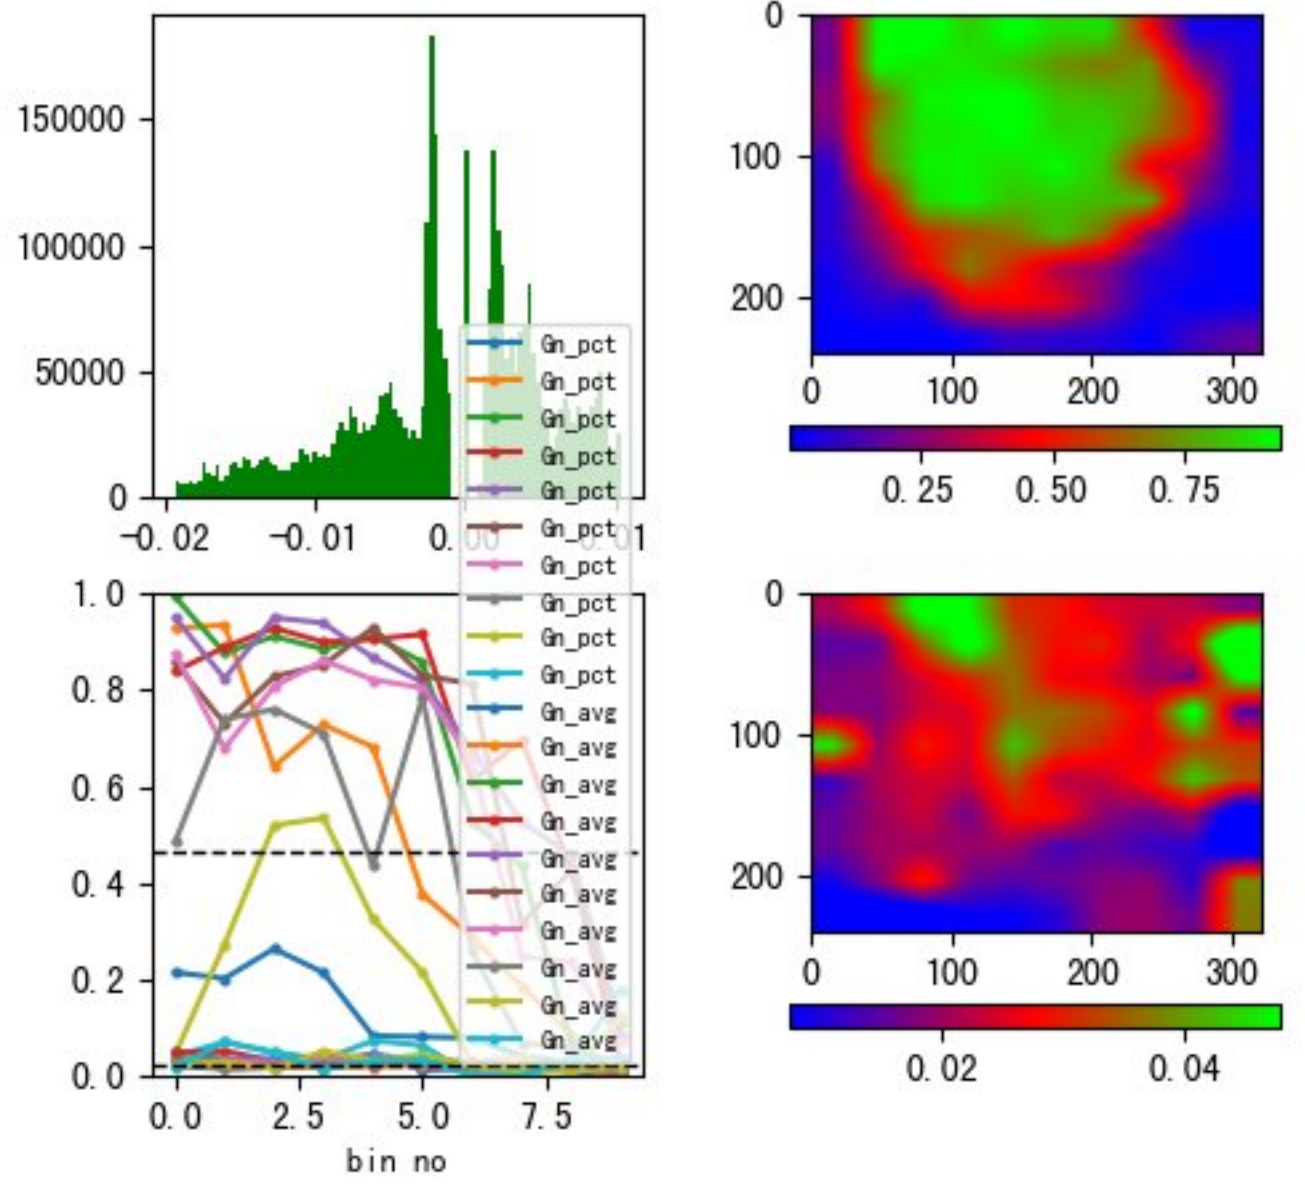 150000
100000
50000
0
-0.02 -0.01 0.00 0.01
0
100
200
0 100 200 300
0.25 0.50 0.75
Gn_pct
Gn_pct
Gn_pct
Gn_pct
Gn_pct
Gn_pct
Gn_pct
Gn_pct
Gn_pct
Gn_pct
Gn_avg
Gn_avg
Gn_avg
Gn_avg
Gn_avg
Gn_avg
Gn_avg
Gn_avg
Gn_avg
Gn_avg
1.0
0.8
0.6
0.4
0.2
0.0
0.0 2.5 5.0 7.5
bin no
0
100
200
0 100 200 300
0.02 0.04